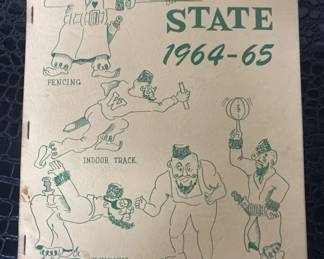 STATE
1964-65
FENCING
INDOOR TRACK